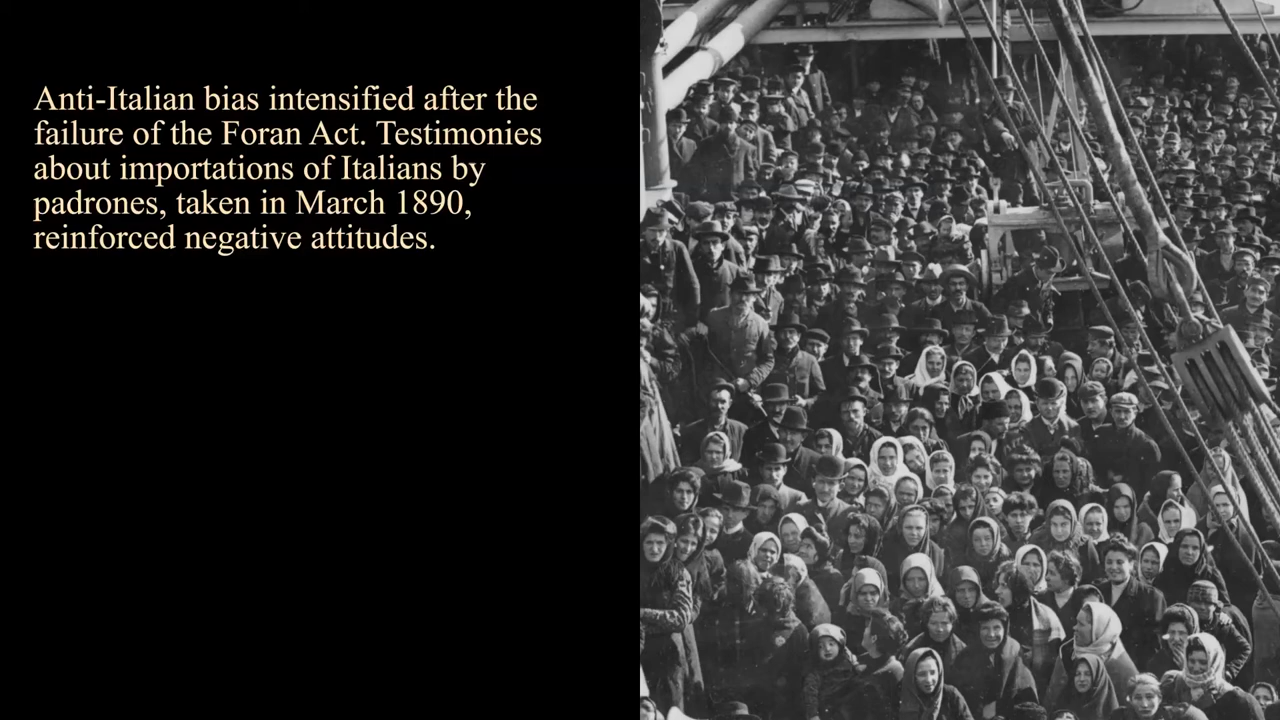 Anti-Italian bias intensified after the
failure of the Foran Act. Testimonies
about importations of Italians by
padrones, taken in March 1890,
reinforced negative attitudes.